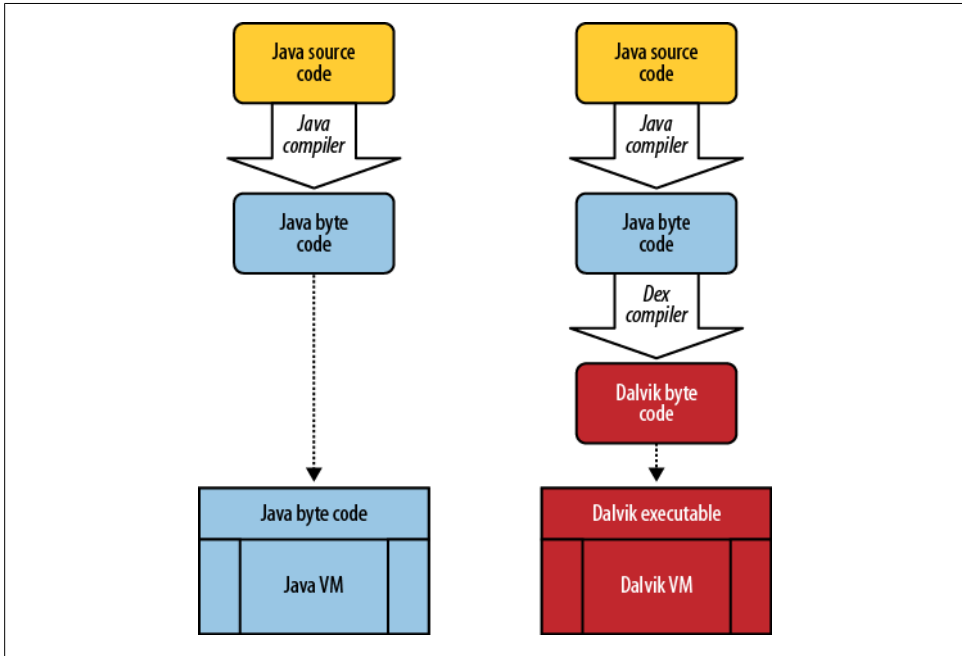 Java source
code
Java
compiler
Java byte
code
Java byte code
Java VM
Java source
code
Java
compiler
Java byte
code
Dex
compiler
Dalvik byte
code
Dalvik executable
Dalvik VM